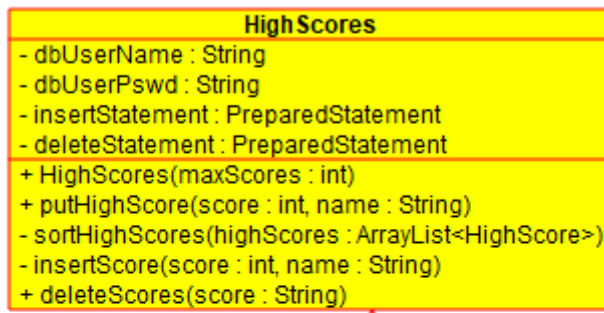 HighScores
- dbUserName : String
- dbUserPswd : String
- insertStatement : PreparedStatement
- deleteStatement : PreparedStatement
+ HighScores(maxScores : int)
+ putHighScore(score : int, name : String)
- sortHighScores(highScores : ArrayList<HighScore>)
- insertScore(score : int, name : String)
+ deleteScores(score : String)